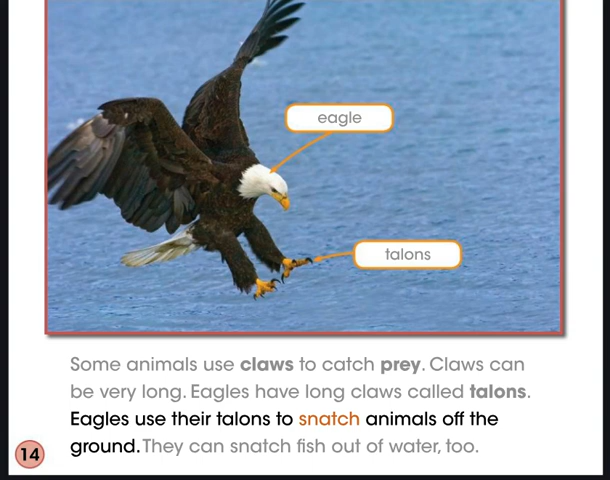 eagle
talons
Some animals use claws to catch prey. Claws can
be very long. Eagles have long claws called talons.
Eagles use their talons to snatch animals off the
ground. They can snatch fish out of water, too.
14